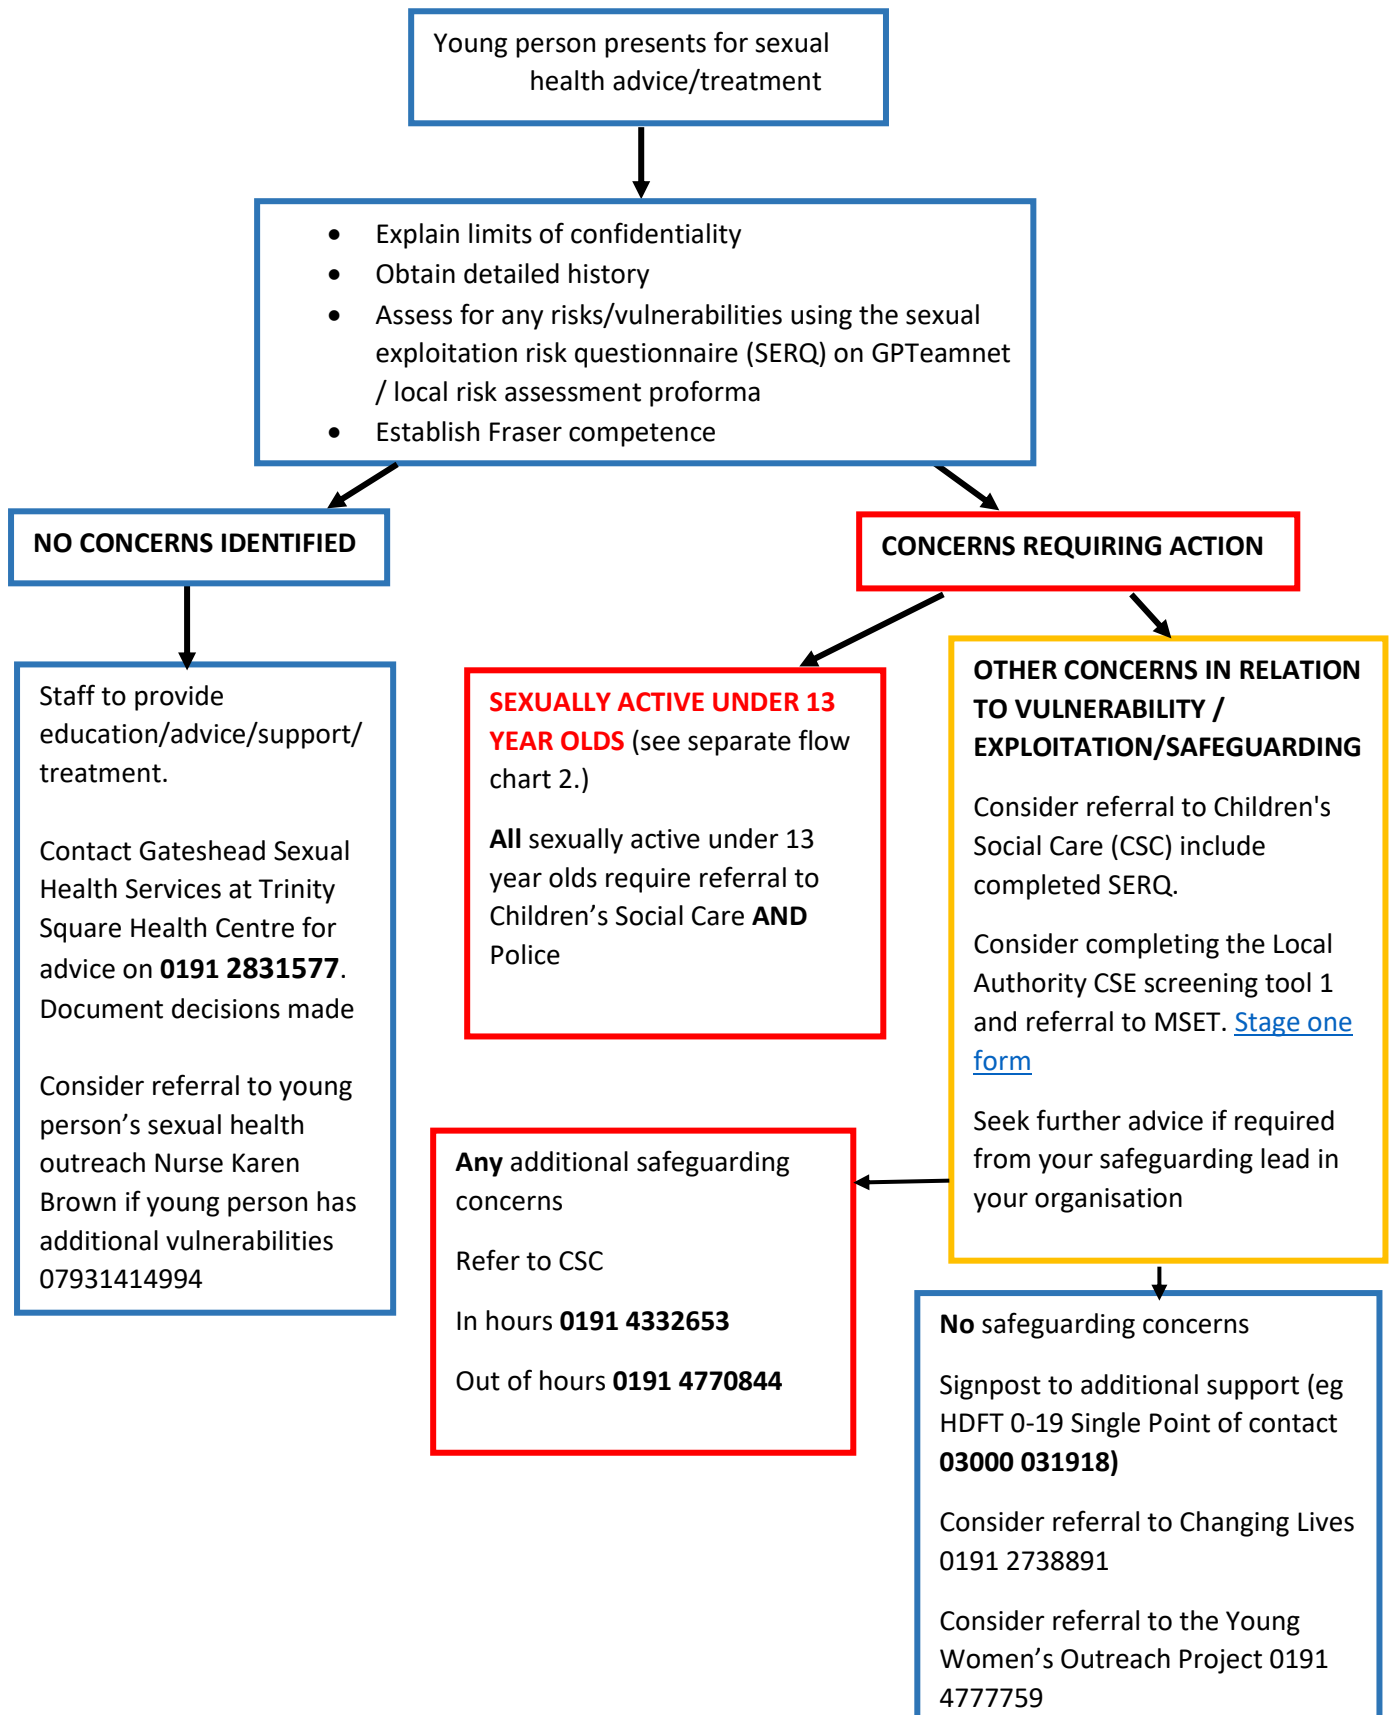 Young person presents for sexual
health advice/treatment
• Explain limits of confidentiality
• Obtain detailed history
• Assess for any risks/vulnerabilities using the sexual
exploitation risk questionnaire (SERQ) on GPTeamnet
/ local risk assessment proforma
• Establish Fraser competence
NO CONCERNS IDENTIFIED
CONCERNS REQUIRING ACTION
Staff to provide
education/advice/support/
treatment.
Contact Gateshead Sexual
Health Services at Trinity
Square Health Centre for
advice on 0191 2831577.
Document decisions made
Consider referral to young
person’s sexual health
outreach Nurse Karen
Brown if young person has
additional vulnerabilities
07931414994
SEXUALLY ACTIVE UNDER 13
YEAR OLDS (see separate flow
chart 2.)
All sexually active under 13
year olds require referral to
Children’s Social Care AND
Police
OTHER CONCERNS IN RELATION
TO VULNERABILITY /
EXPLOITATION/SAFEGUARDING
Consider referral to Children's
Social Care (CSC) include
completed SERQ.
Consider completing the Local
Authority CSE screening tool 1
and referral to MSET. Stage one
form
Seek further advice if required
from your safeguarding lead in
your organisation
Any additional safeguarding
concerns
Refer to CSC
In hours 0191 4332653
Out of hours 0191 4770844
No safeguarding concerns
Signpost to additional support (eg
HDFT 0-19 Single Point of contact
03000 031918)
Consider referral to Changing Lives
0191 2738891
Consider referral to the Young
Women’s Outreach Project 0191
4777759